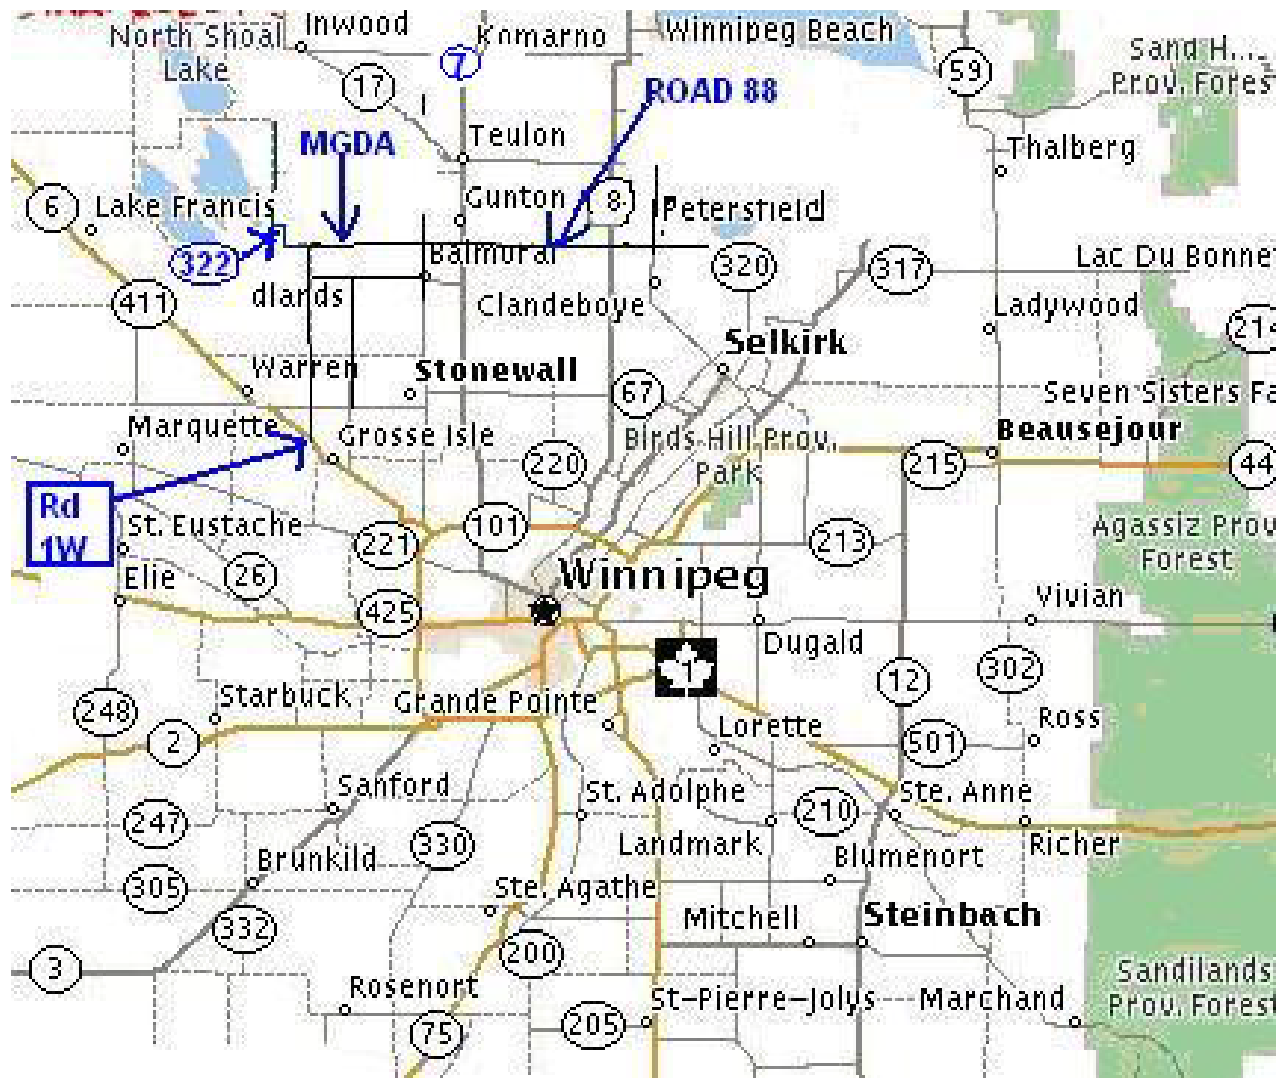 Inwood
Komarno
Winnipeg Beach
North Shoal
Lake
7
59
Sand H...
Prov. Forest
17
ROAD 88
MGDA
Teulon
Thalberg
6
Lake Francis
Gunton
8
Petersfield
322
Balmoral
320
317
Lac Du Bonnet
411
dlands
Clandeboye
Ladywood
214
Selkirk
Warren
Stonewall
67
Seven Sisters Fa
Marquette
Grosse Isle
Birds Hill Prov.
Park
Beausejour
220
215
44
Rd
1W
St. Eustache
101
221
213
Agassiz Prov
Forest
Elie
26
Winnipeg
425
Vivian
Dugald
1
302
12
Starbuck
Grande Pointe
248
Lorette
Ross
2
501
Sanford
St. Adolphe
Ste. Anne
247
210
330
Landmark
Richer
Brunkild
Blumenort
305
Ste. Agathe
332
Mitchell
Steinbach
200
3
Rosenort
St-Pierre-Jolys
Marchand
Sandilands
Prov. Forest
75
205